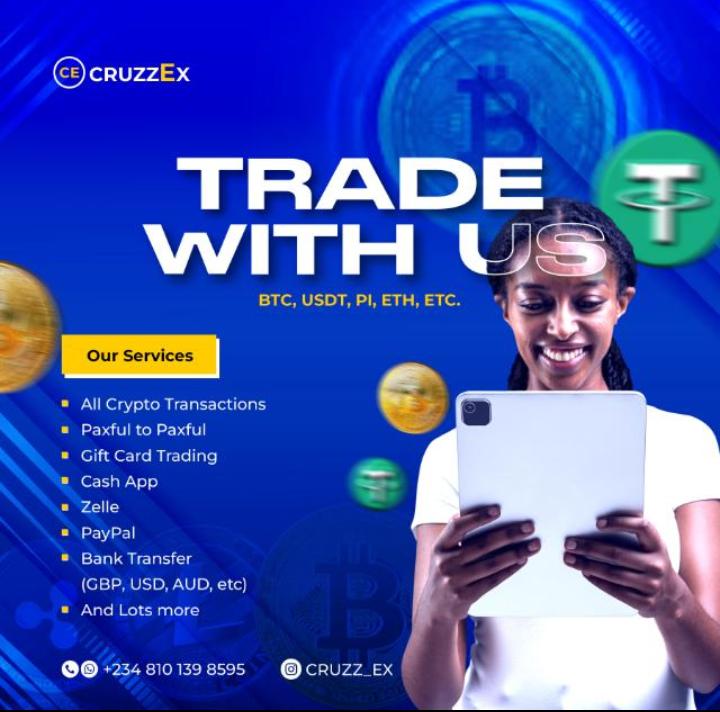 CE CRUZZEX
TRADE
WITH US
BTC, USDT, PI, ETH, ETC.
Our Services
All Crypto Transactions
Paxful to Paxful
Gift Card Trading
Cash App
Zelle
PayPal
Bank Transfer
(GBP, USD, AUD, etc)
And Lots more
+234 810 139 8595 CRUZZ_EX